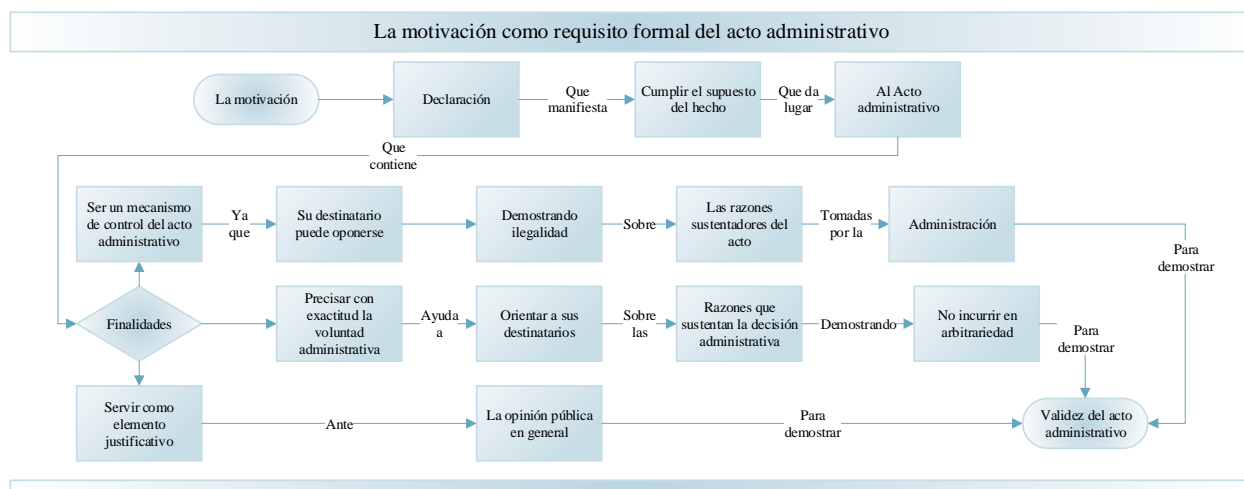 La motivación como requisito formal del acto administrativo
La motivación
Declaración
Que
manifiesta
Cumplir el supuesto
del hecho
Que da
lugar
Al Acto
administrativo
Que
contiene
Ser un mecanismo
de control del acto
administrativo
Ya
que
Su destinatario
puede oponerse
Demostrando
ilegalidad
Sobre
Las razones
sustentadores del
acto
Tomadas
por la
Administración
Para
demostrar
Finalidades
Precisar con
exactitud la
voluntad
administrativa
Ayuda
a
Orientar a sus
destinatarios
Sobre
las
Razones que
sustentan la decisión
administrativa
Demostrando
No incurrir en
arbitrariedad
Para
demostrar
Servir como
elemento
justificativo
Ante
La opinión pública
en general
Para
demostrar
Validez del acto
administrativo